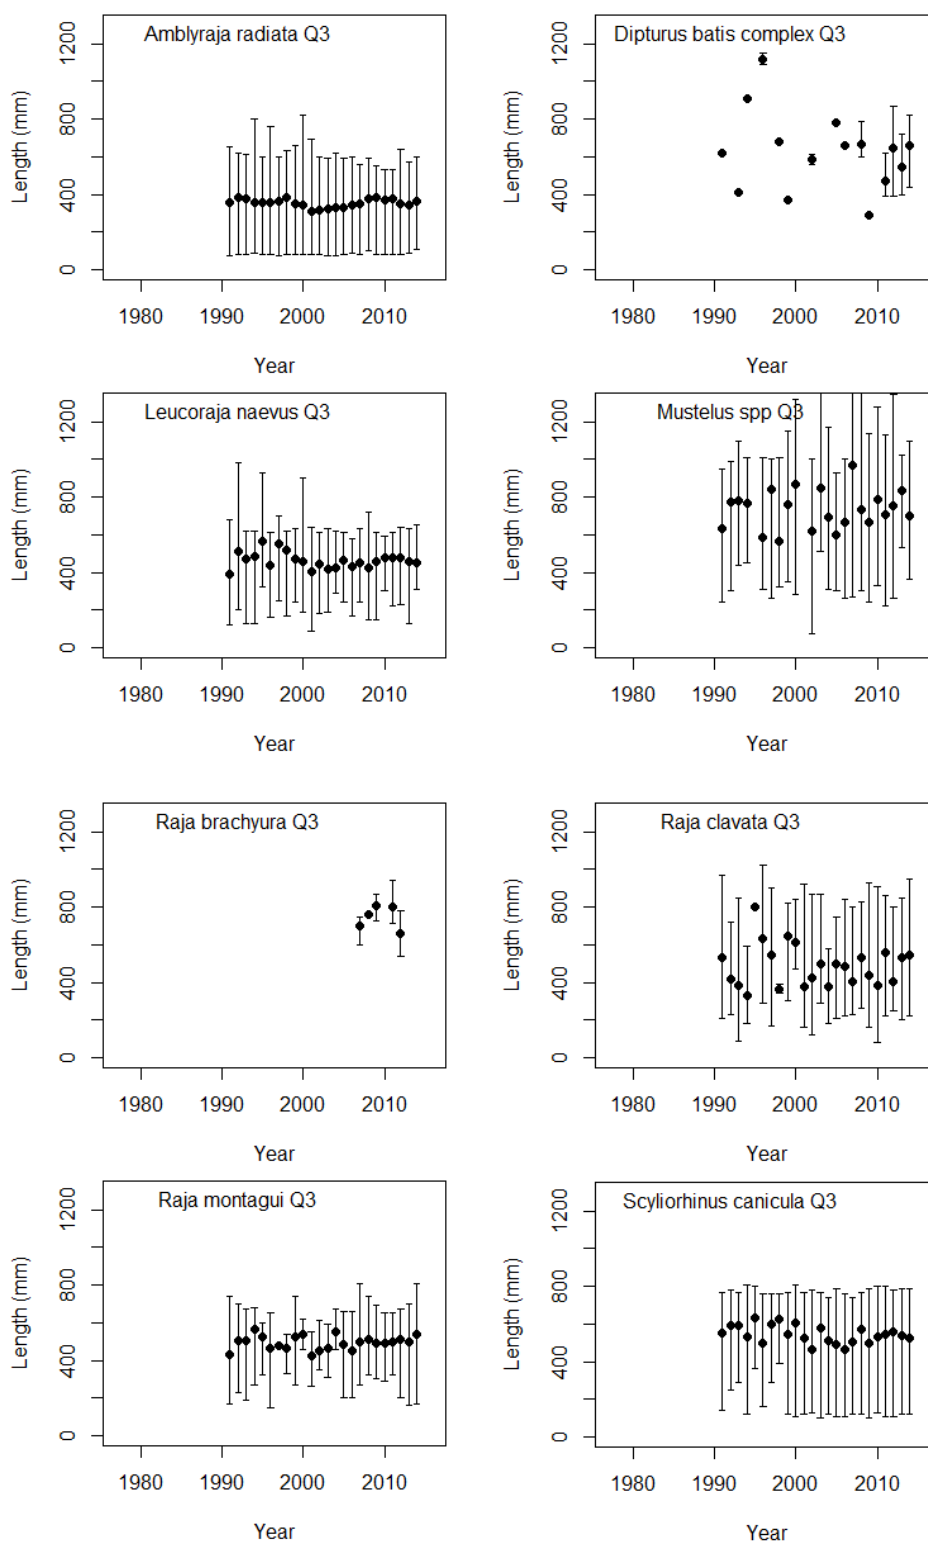 Amblyraja radiata Q3
Length (mm)
1200
800
400
0
1980 1990 2000 2010
Year
Dipturus batis complex Q3
Length (mm)
1200
800
400
0
1980 1990 2000 2010
Year
Leucoraja naevus Q3
Length (mm)
1200
800
400
0
1980 1990 2000 2010
Year
Mustelus spp Q3
Length (mm)
1200
800
400
0
1980 1990 2000 2010
Year
Raja brachyura Q3
Length (mm)
1200
800
400
0
1980 1990 2000 2010
Year
Raja clavata Q3
Length (mm)
1200
800
400
0
1980 1990 2000 2010
Year
Raja montagui Q3
Length (mm)
1200
800
400
0
1980 1990 2000 2010
Year
Scyliorhinus canicula Q3
Length (mm)
1200
800
400
0
1980 1990 2000 2010
Year